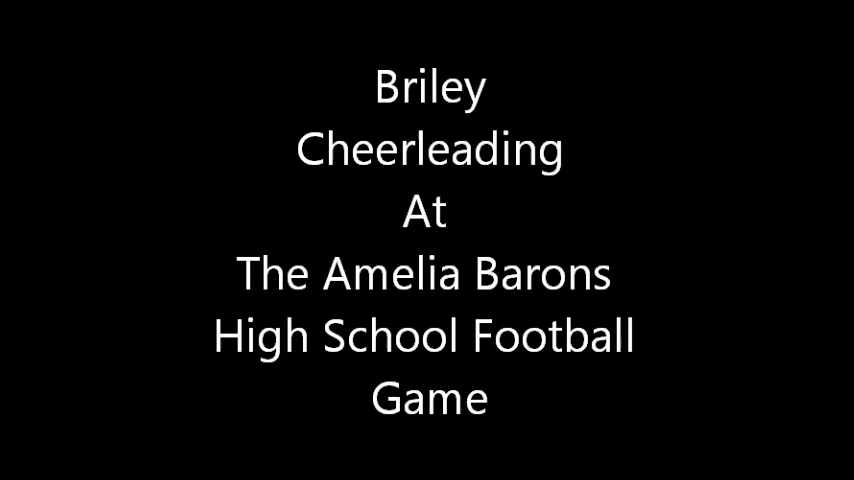 Briley
Cheerleading
At
The Amelia Barons
High School Football
Game